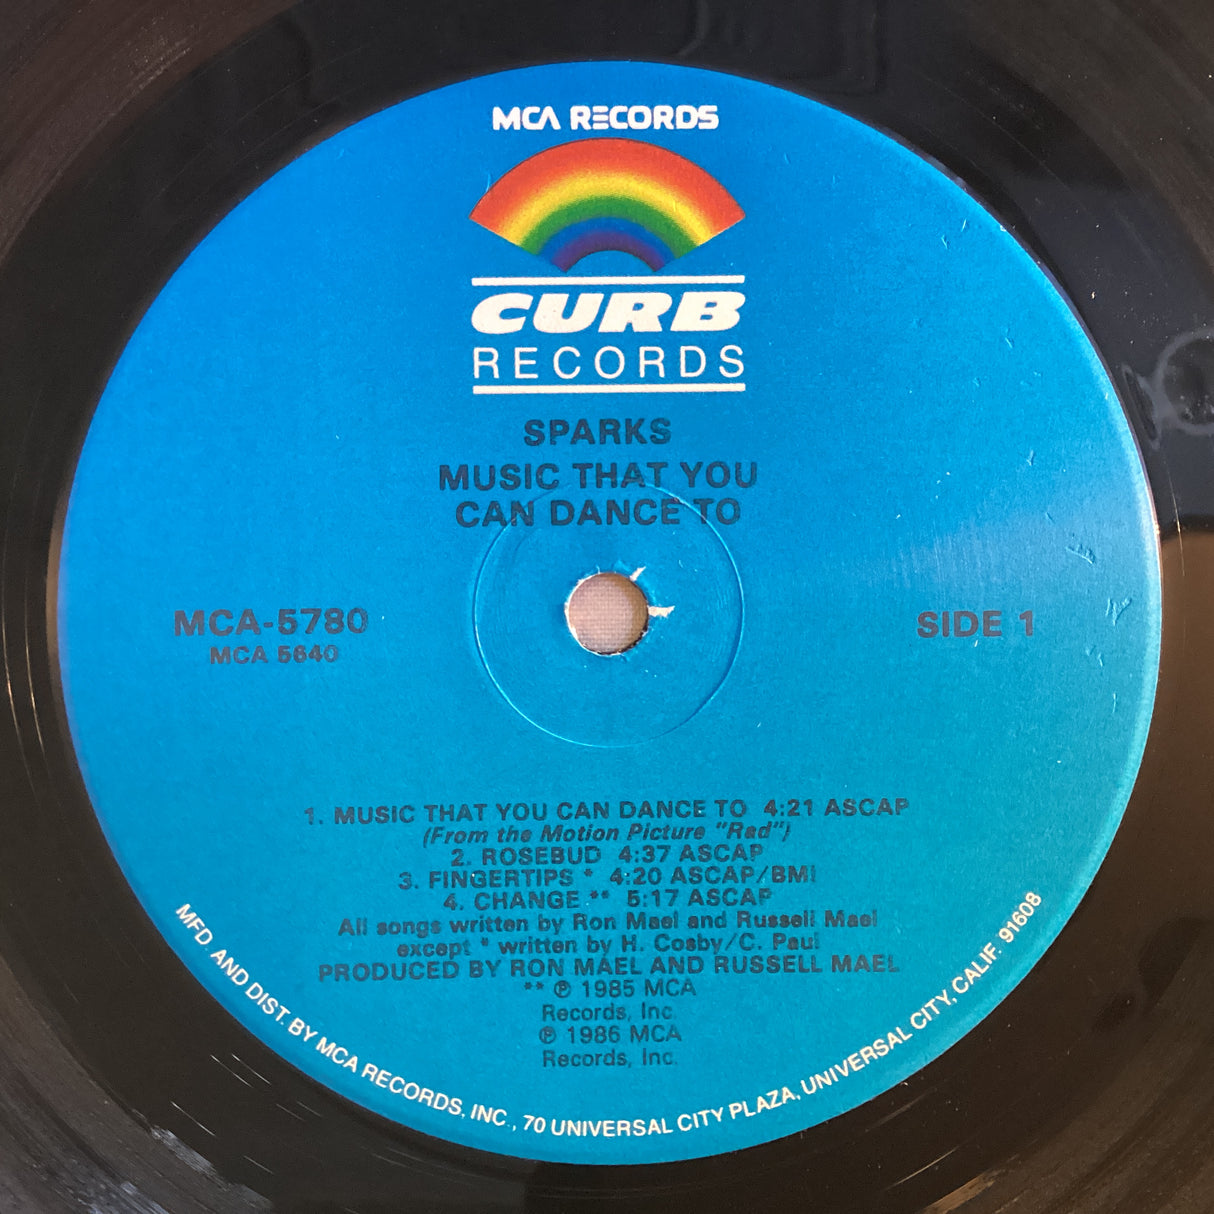 MCA RECORDS
CURB
RECORDS
SPARKS
MUSIC THAT YOU
CAN DANCE TO
MCA-5780
MCA 5640
SIDE 1
1. MUSIC THAT YOU CAN DANCE TO 4:21 ASCAP
(From the Motion Picture "Rad")
2. ROSEBUD 4:37 ASCAP
3. FINGERTIPS * 4:20 ASCAP/BMI
4. CHANGE ** 5:17 ASCAP
All songs written by Ron Mael and Russell Mael
except * written by H. Cosby/C. Paul
PRODUCED BY RON MAEL AND RUSSELL MAEL
** ℗ 1985 MCA
Records, Inc.
℗ 1986 MCA
Records, Inc.
MFD. AND DIST. BY MCA RECORDS, INC., 70 UNIVERSAL CITY PLAZA, UNIVERSAL CITY, CALIF. 91608